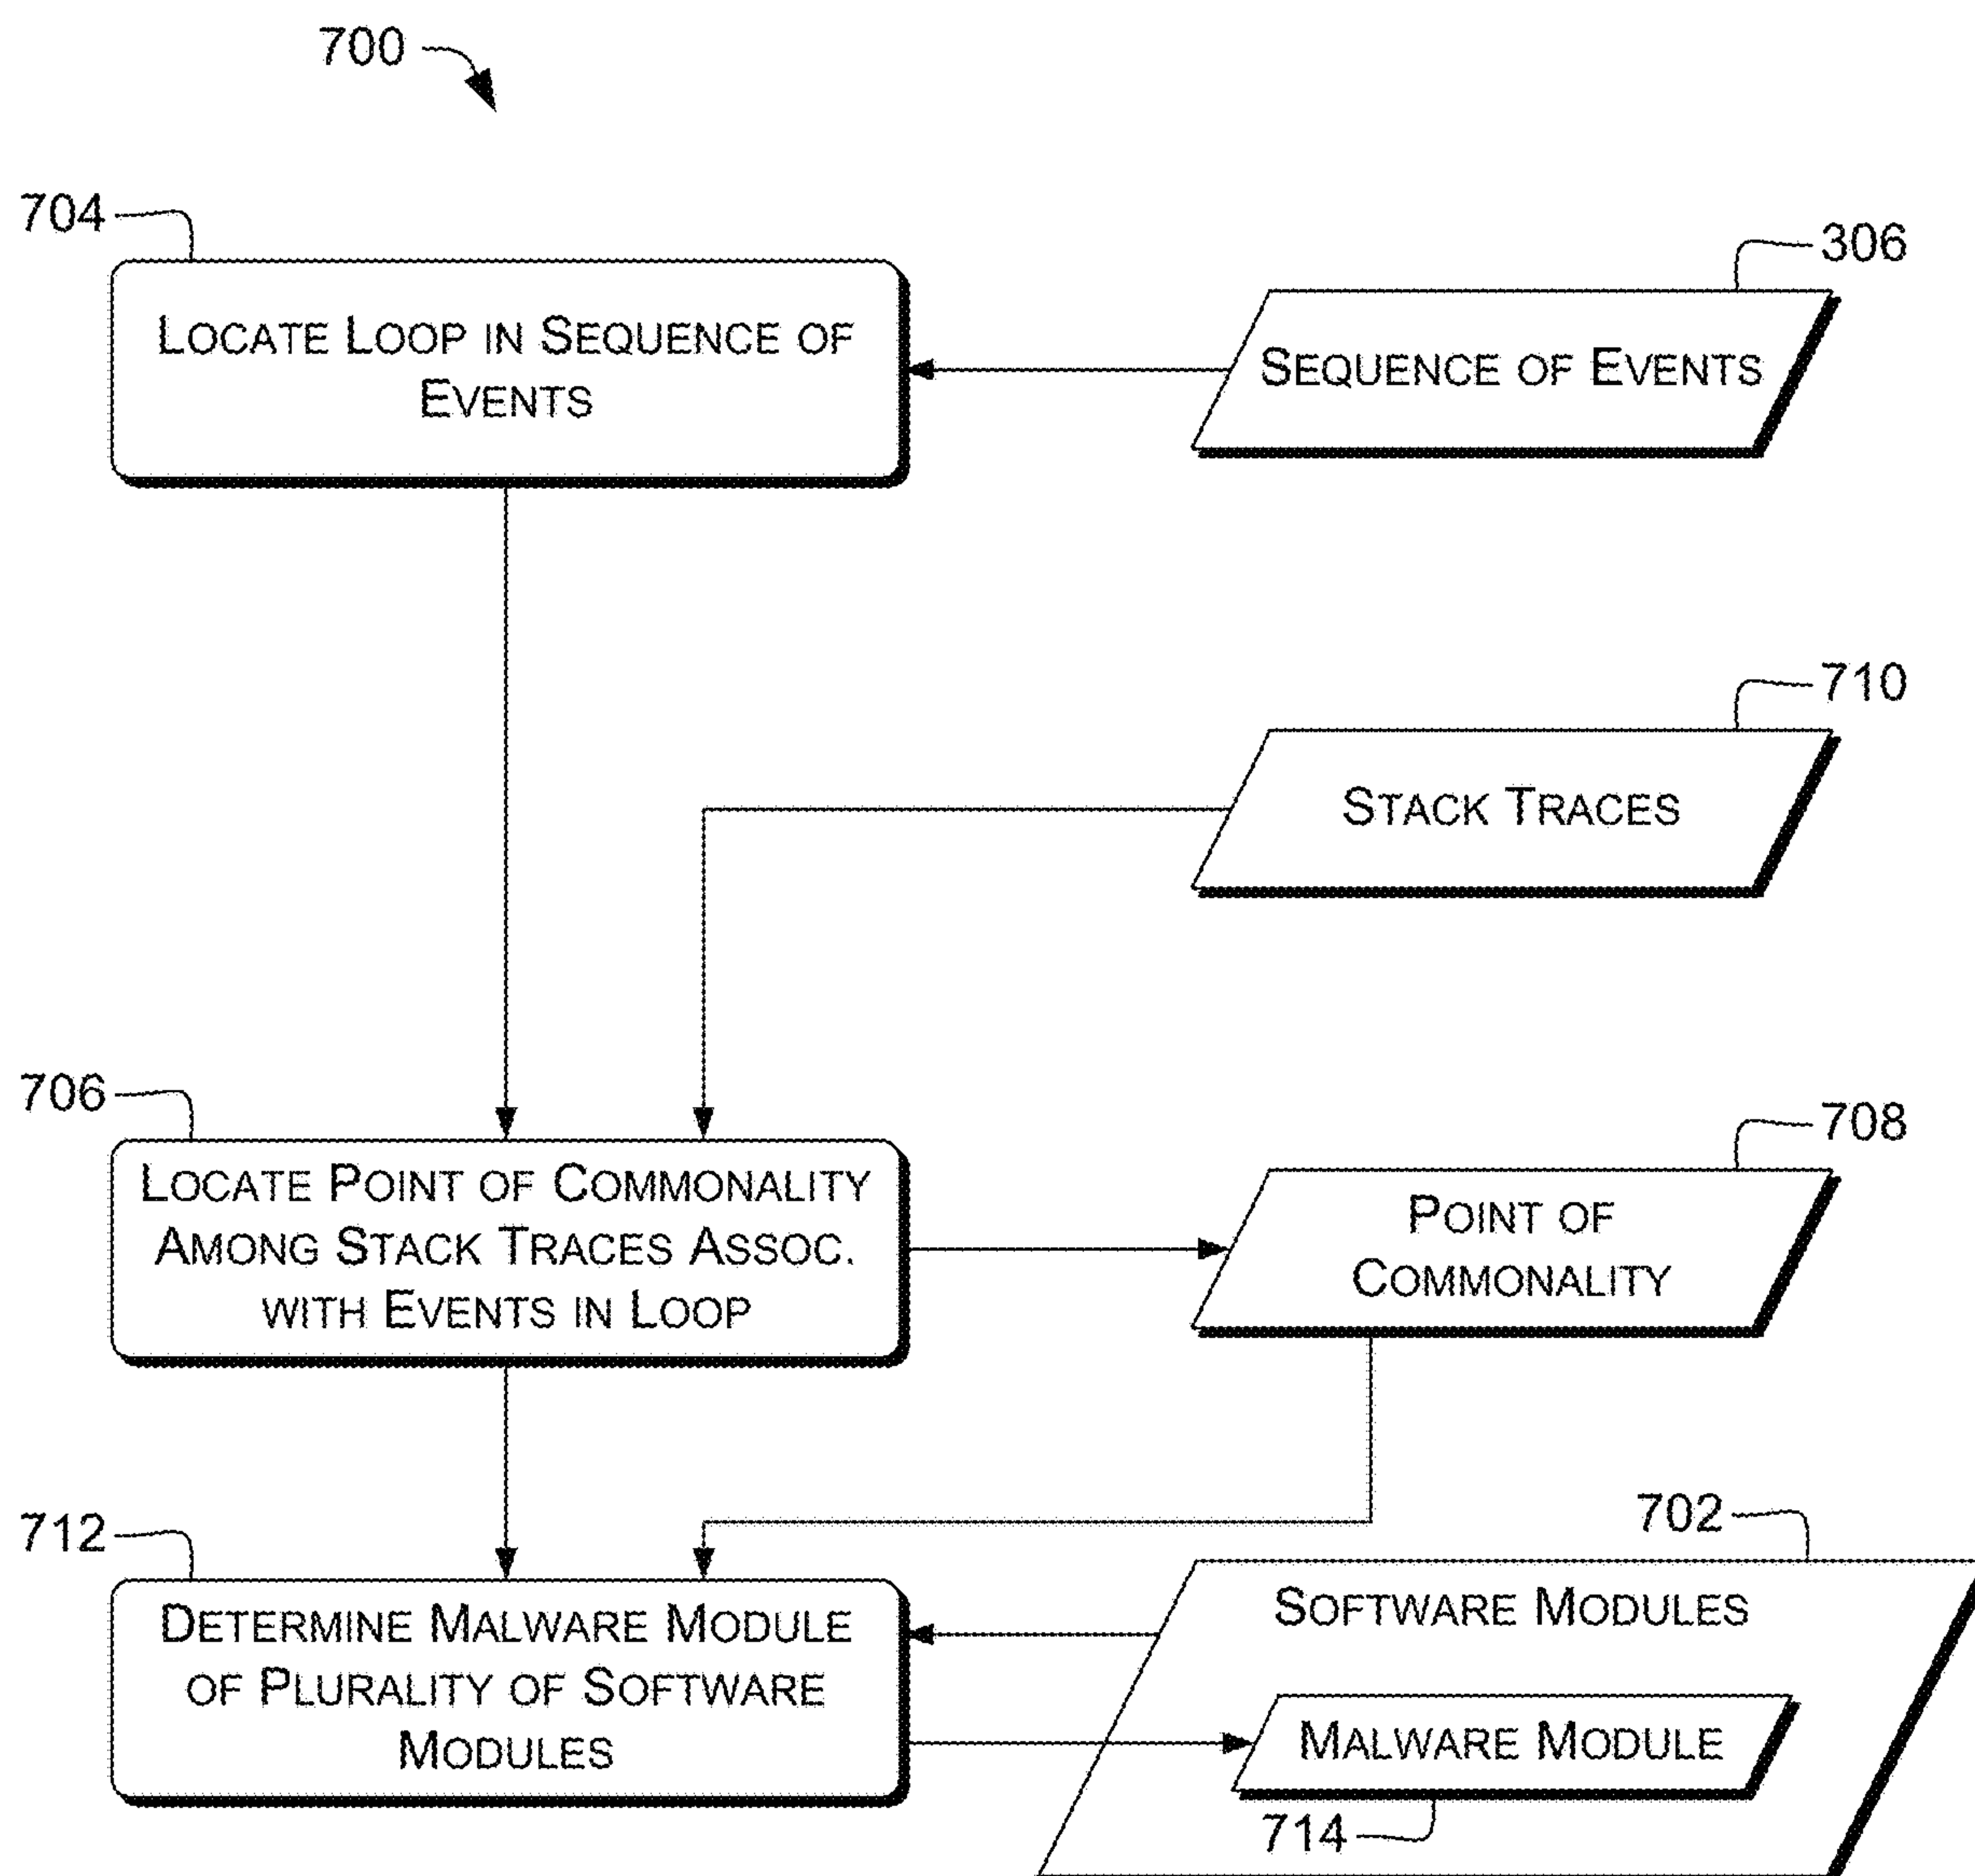 700
704
LOCATE LOOP IN SEQUENCE OF
EVENTS
306
SEQUENCE OF EVENTS
710
STACK TRACES
706
LOCATE POINT OF COMMONALITY
AMONG STACK TRACES ASSOC.
WITH EVENTS IN LOOP
708
POINT OF
COMMONALITY
712
DETERMINE MALWARE MODULE
OF PLURALITY OF SOFTWARE
MODULES
702
SOFTWARE MODULES
MALWARE MODULE
714